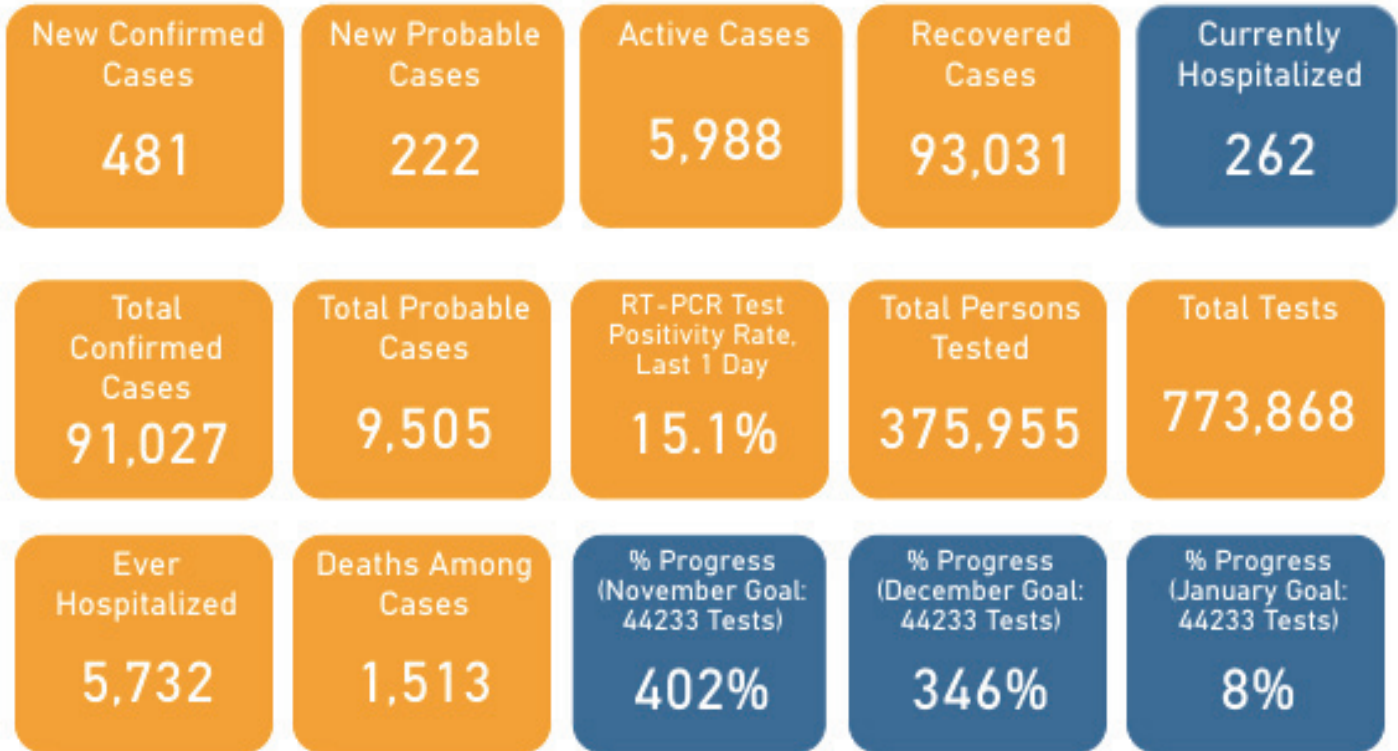 New Confirmed
Cases
481
New Probable
Cases
222
Active Cases
5,988
Recovered
Cases
93,031
Currently
Hospitalized
262
Total
Confirmed
Cases
91,027
Total Probable
Cases
9,505
RT-PCR Test
Positivity Rate,
Last 1 Day
15.1%
Total Persons
Tested
375,955
Total Tests
773,868
Ever
Hospitalized
5,732
Deaths Among
Cases
1,513
% Progress
(November Goal:
44233 Tests)
402%
% Progress
(December Goal:
44233 Tests)
346%
% Progress
(January Goal:
44233 Tests)
8%